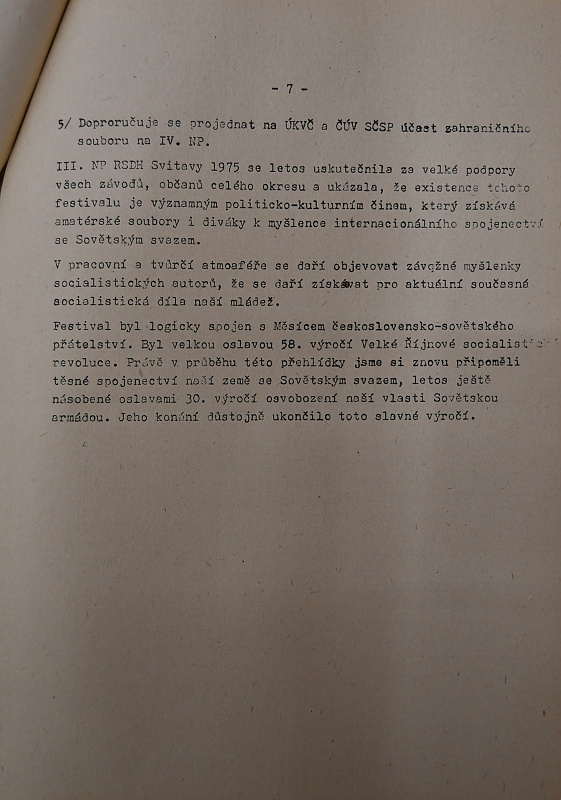 - 7 -
5/ Doporručuje se projednat na ÚKVČ a ČÚV SČSP účast zahraničního
souboru na IV. NP.
III. NP RSDH Svitavy 1975 se letos uskutečnila za velké podpory
všech závodů, občanů celého okresu a ukázala, že existence tohoto
festivalu je významným politicko-kulturním činem, který získává
amatérské soubory i diváky k myšlence internacionálního spojenectví
se Sovětským svazem.
V pracovní a tvůrčí atmoaféře se daří objevovat závažné myšlenky
socialistických autorů, že se daří získávat pro aktuální současná
socialistická díla naší mládež.
Festival byl logicky spojen s Měsícem československo-sovětského
přátelství. Byl velkou oslavou 58. výročí Velké Říjnové
revoluce. Právě v průběhu této přehlídky jsme si znovu připoměli
těsné spojenectví naší země se Sovětským svazem, letos ještě
násobené oslavami 30. výročí osvobození naší vlasti Sovětskou
armádou. Jeho konání důstojně ukončilo toto slavné výročí.